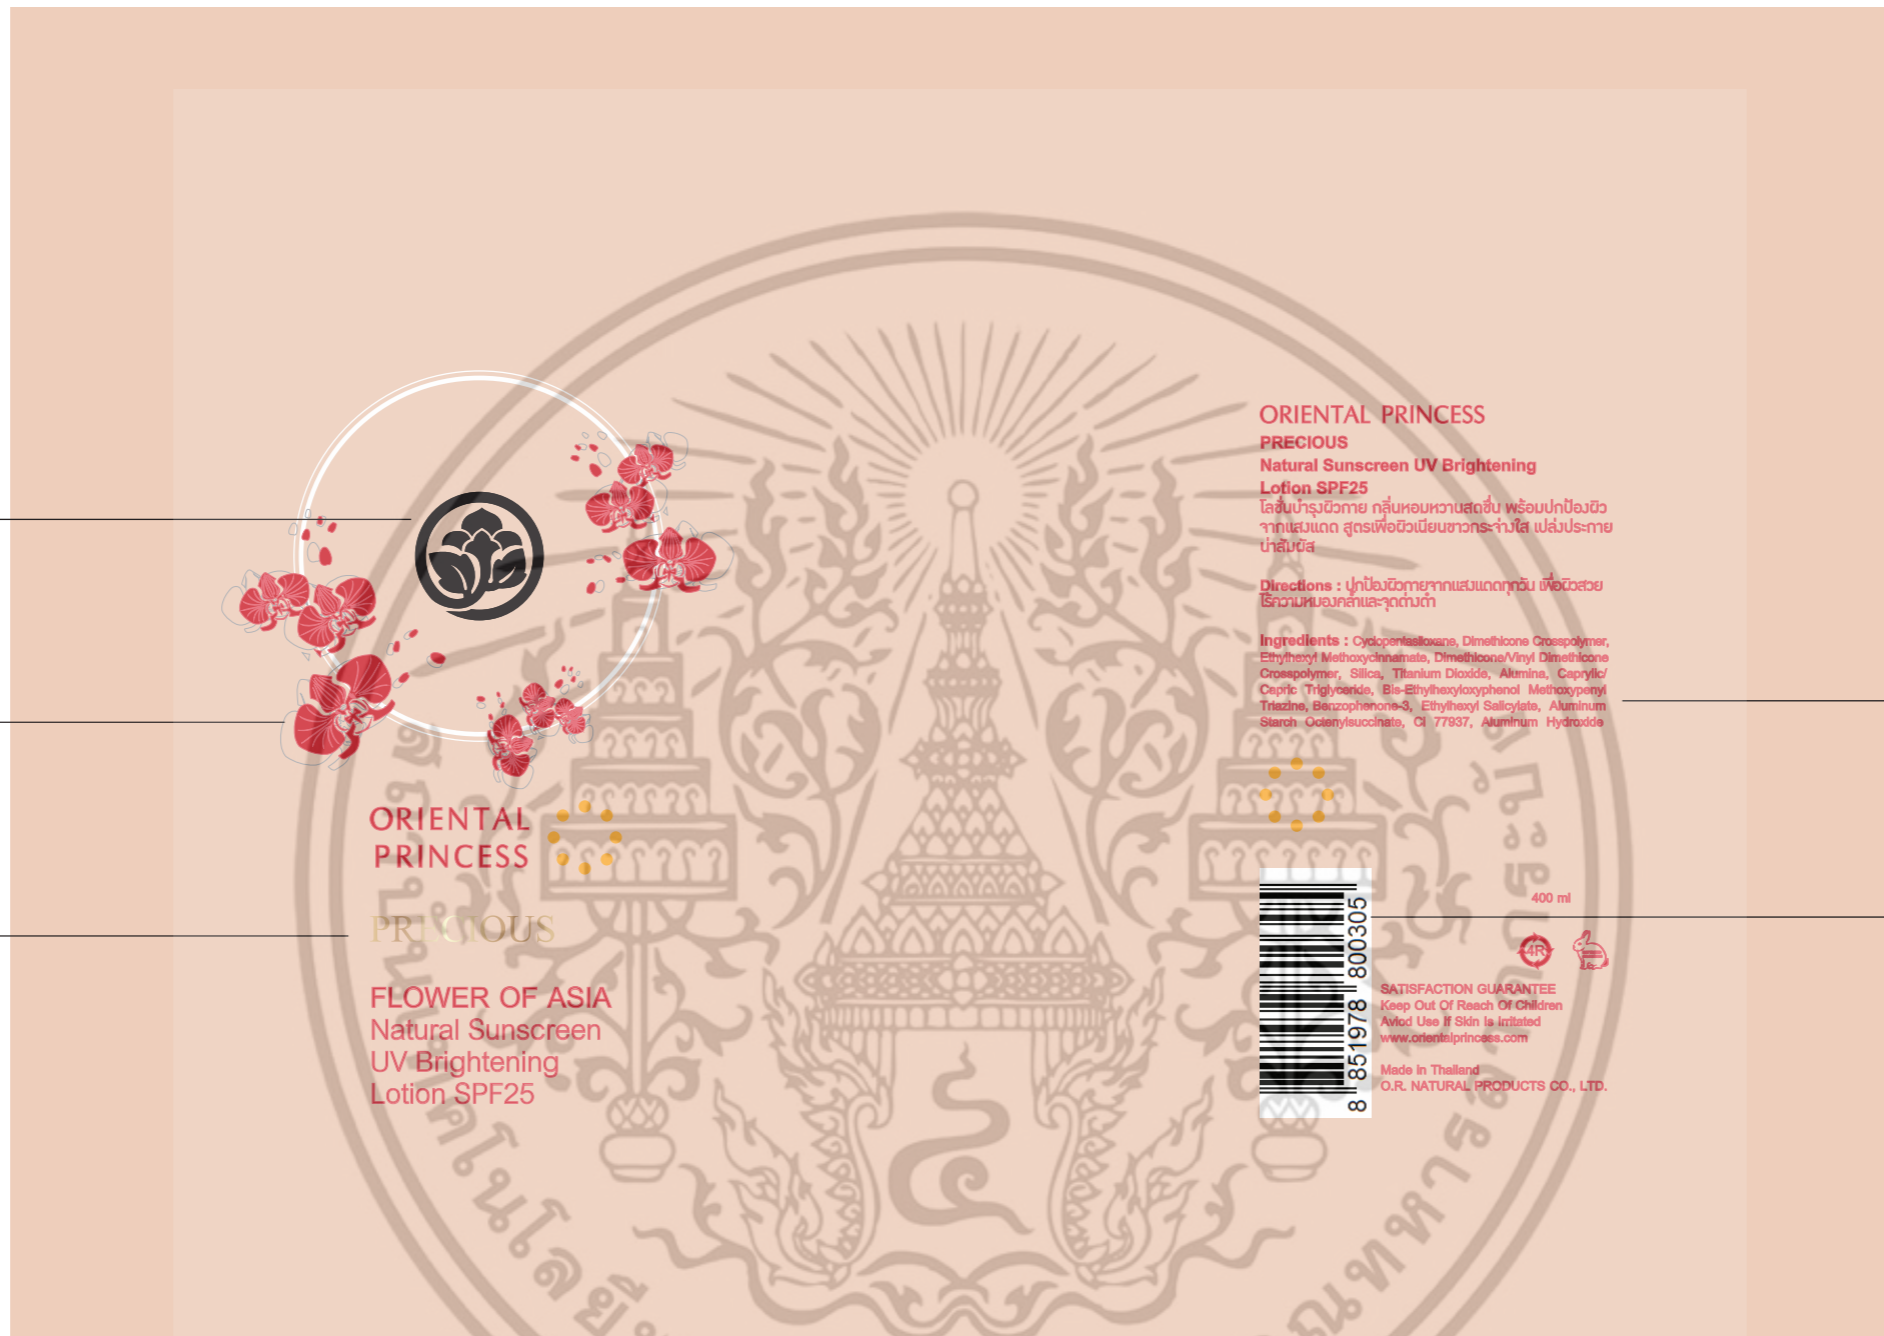 ORIENTAL
PRINCESS
PRECIOUS
FLOWER OF ASIA
Natural Sunscreen
UV Brightening
Lotion SPF25
ORIENTAL PRINCESS
PRECIOUS
Natural Sunscreen UV Brightening
Lotion SPF25
โลชั่นบำรุงผิวกาย กลิ่นหอมหวานสดชื่น พร้อมปกป้องผิว
จากแสงแดด สูตรเพื่อผิวเนียนขาวกระจ่างใส เปล่งประกาย
น่าสัมผัส
Directions : ปกป้องผิวกายจากแสงแดดทุกวัน เพื่อผิวสวย
ไร้ความหมองคล้ำและจุดด่างดำ
Ingredients : Cyclopentasiloxane, Dimethicone Crosspolymer,
Ethylhexyl Methoxycinnamate, Dimethicone/Vinyl Dimethicone
Crosspolymer, Silica, Titanium Dioxide, Alumina, Caprylic/
Capric Triglyceride, Bis-Ethylhexyloxyphenol Methoxypenyl
Triazine, Benzophenone-3, Ethylhexyl Salicylate, Aluminum
Starch Octenylsuccinate, CI 77937, Aluminum Hydroxide
400 ml
4R
8 851978 800305
SATISFACTION GUARANTEE
Keep Out Of Reach Of Children
Aviod Use If Skin Is Irritated
www.orientalprincess.com
Made In Thailand
O.R. NATURAL PRODUCTS CO., LTD.